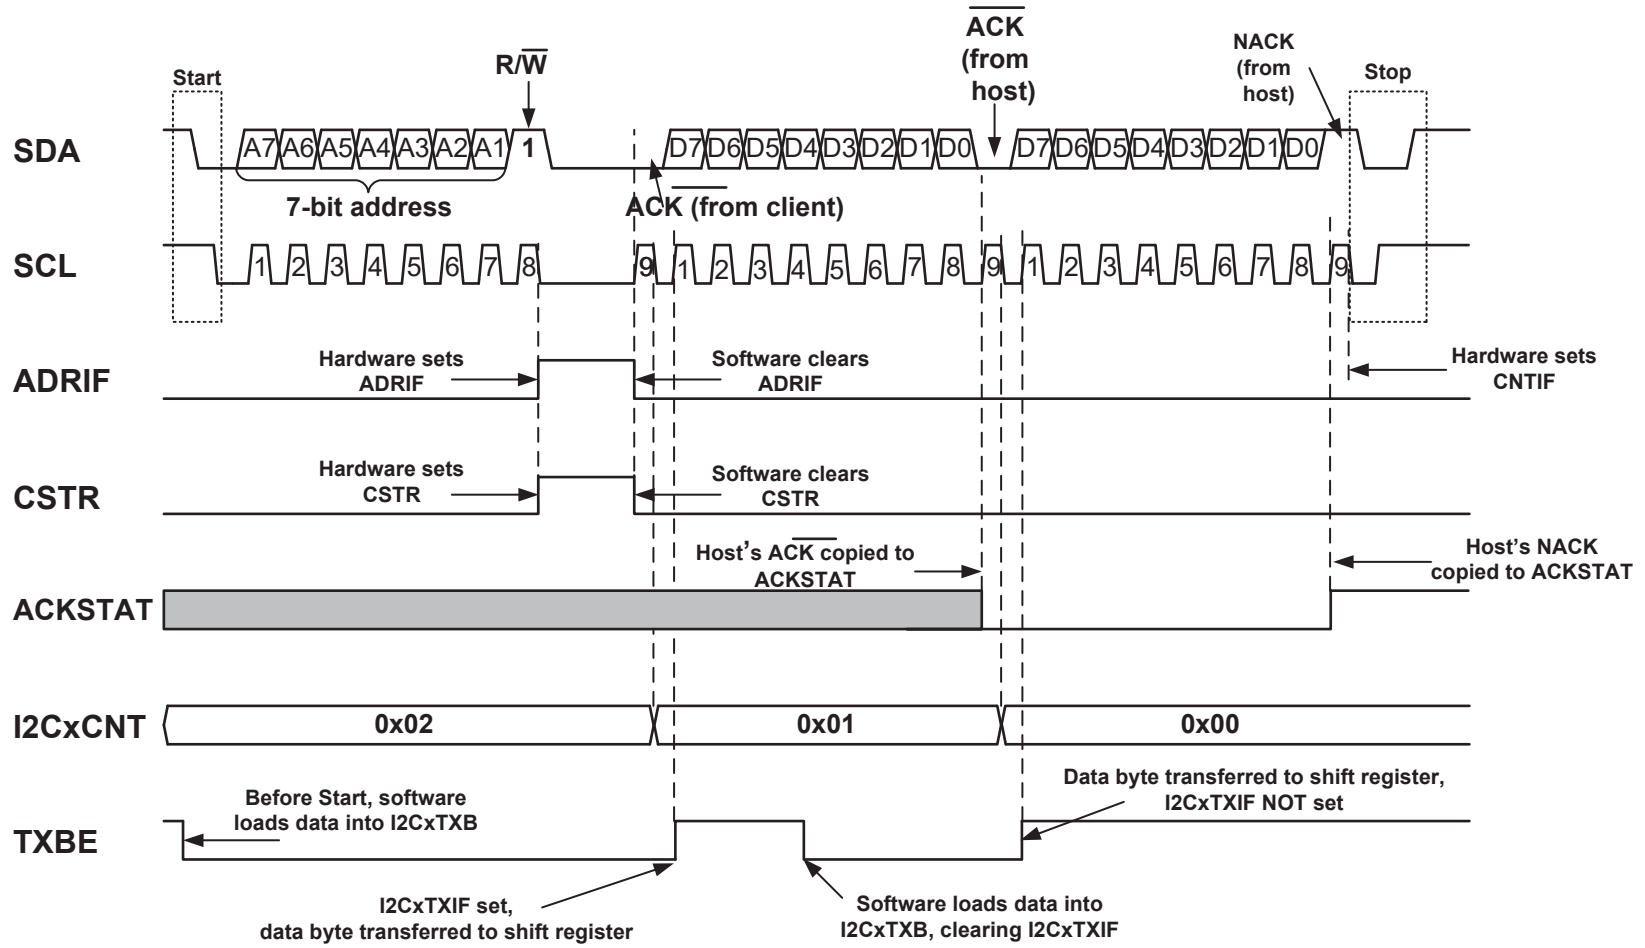 ACK
(from
host)
NACK
(from
host)
R/W
Start
Stop
SDA
A7 A6 A5 A4 A3 A2 A1 1 D7 D6 D5 D4 D3 D2 D1 D0 D7 D6 D5 D4 D3 D2 D1 D0
7-bit address
ACK (from client)
SCL
1 2 3 4 5 6 7 8 9 1 2 3 4 5 6 7 8 9 1 2 3 4 5 6 7 8 9
ADRIF
Hardware sets
ADRIF
Software clears
ADRIF
Hardware sets
CNTIF
CSTR
Hardware sets
CSTR
Software clears
CSTR
Host's ACK copied to
ACKSTAT
Host's NACK
copied to ACKSTAT
ACKSTAT
I2CxCNT
0x02
0x01
0x00
TXBE
Before Start, software
loads data into I2CxTXB
Data byte transferred to shift register,
I2CxTXIF NOT set
I2CxTXIF set,
data byte transferred to shift register
Software loads data into
I2CxTXB, clearing I2CxTXIF